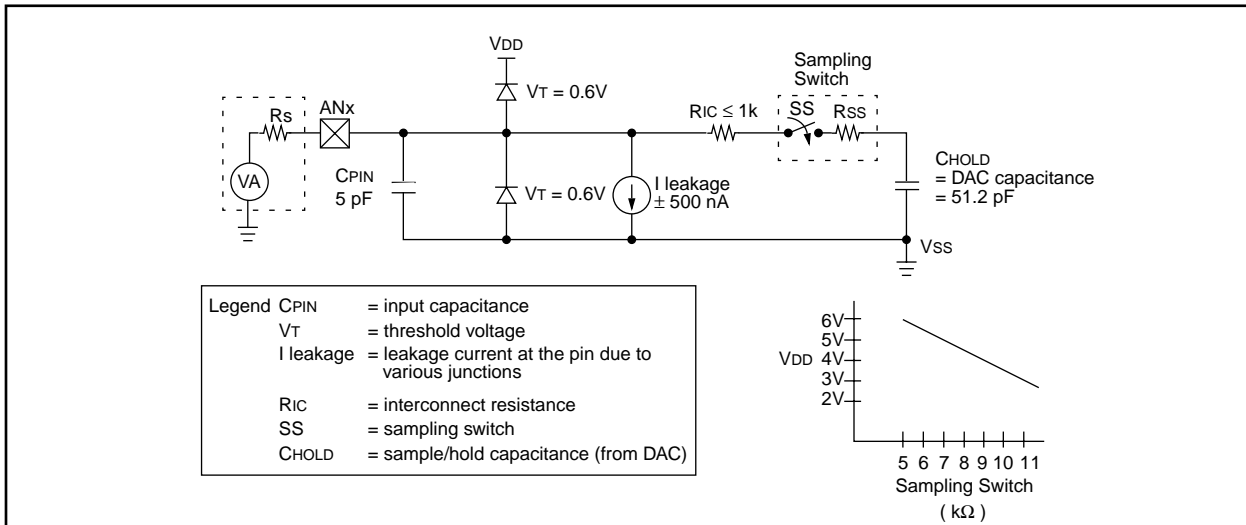 VDD
Sampling
Switch
VT = 0.6V
RIC ≤ 1k
SS
RSS
ANx
Rs
VA
CPIN
5 pF
VT = 0.6V
I leakage
± 500 nA
CHOLD
= DAC capacitance
= 51.2 pF
VSS
Legend CPIN = input capacitance
VT = threshold voltage
I leakage = leakage current at the pin due to
various junctions
RIC = interconnect resistance
SS = sampling switch
CHOLD = sample/hold capacitance (from DAC)
6V
5V
VDD 4V
3V
2V
5 6 7 8 9 10 11
Sampling Switch
( kΩ )